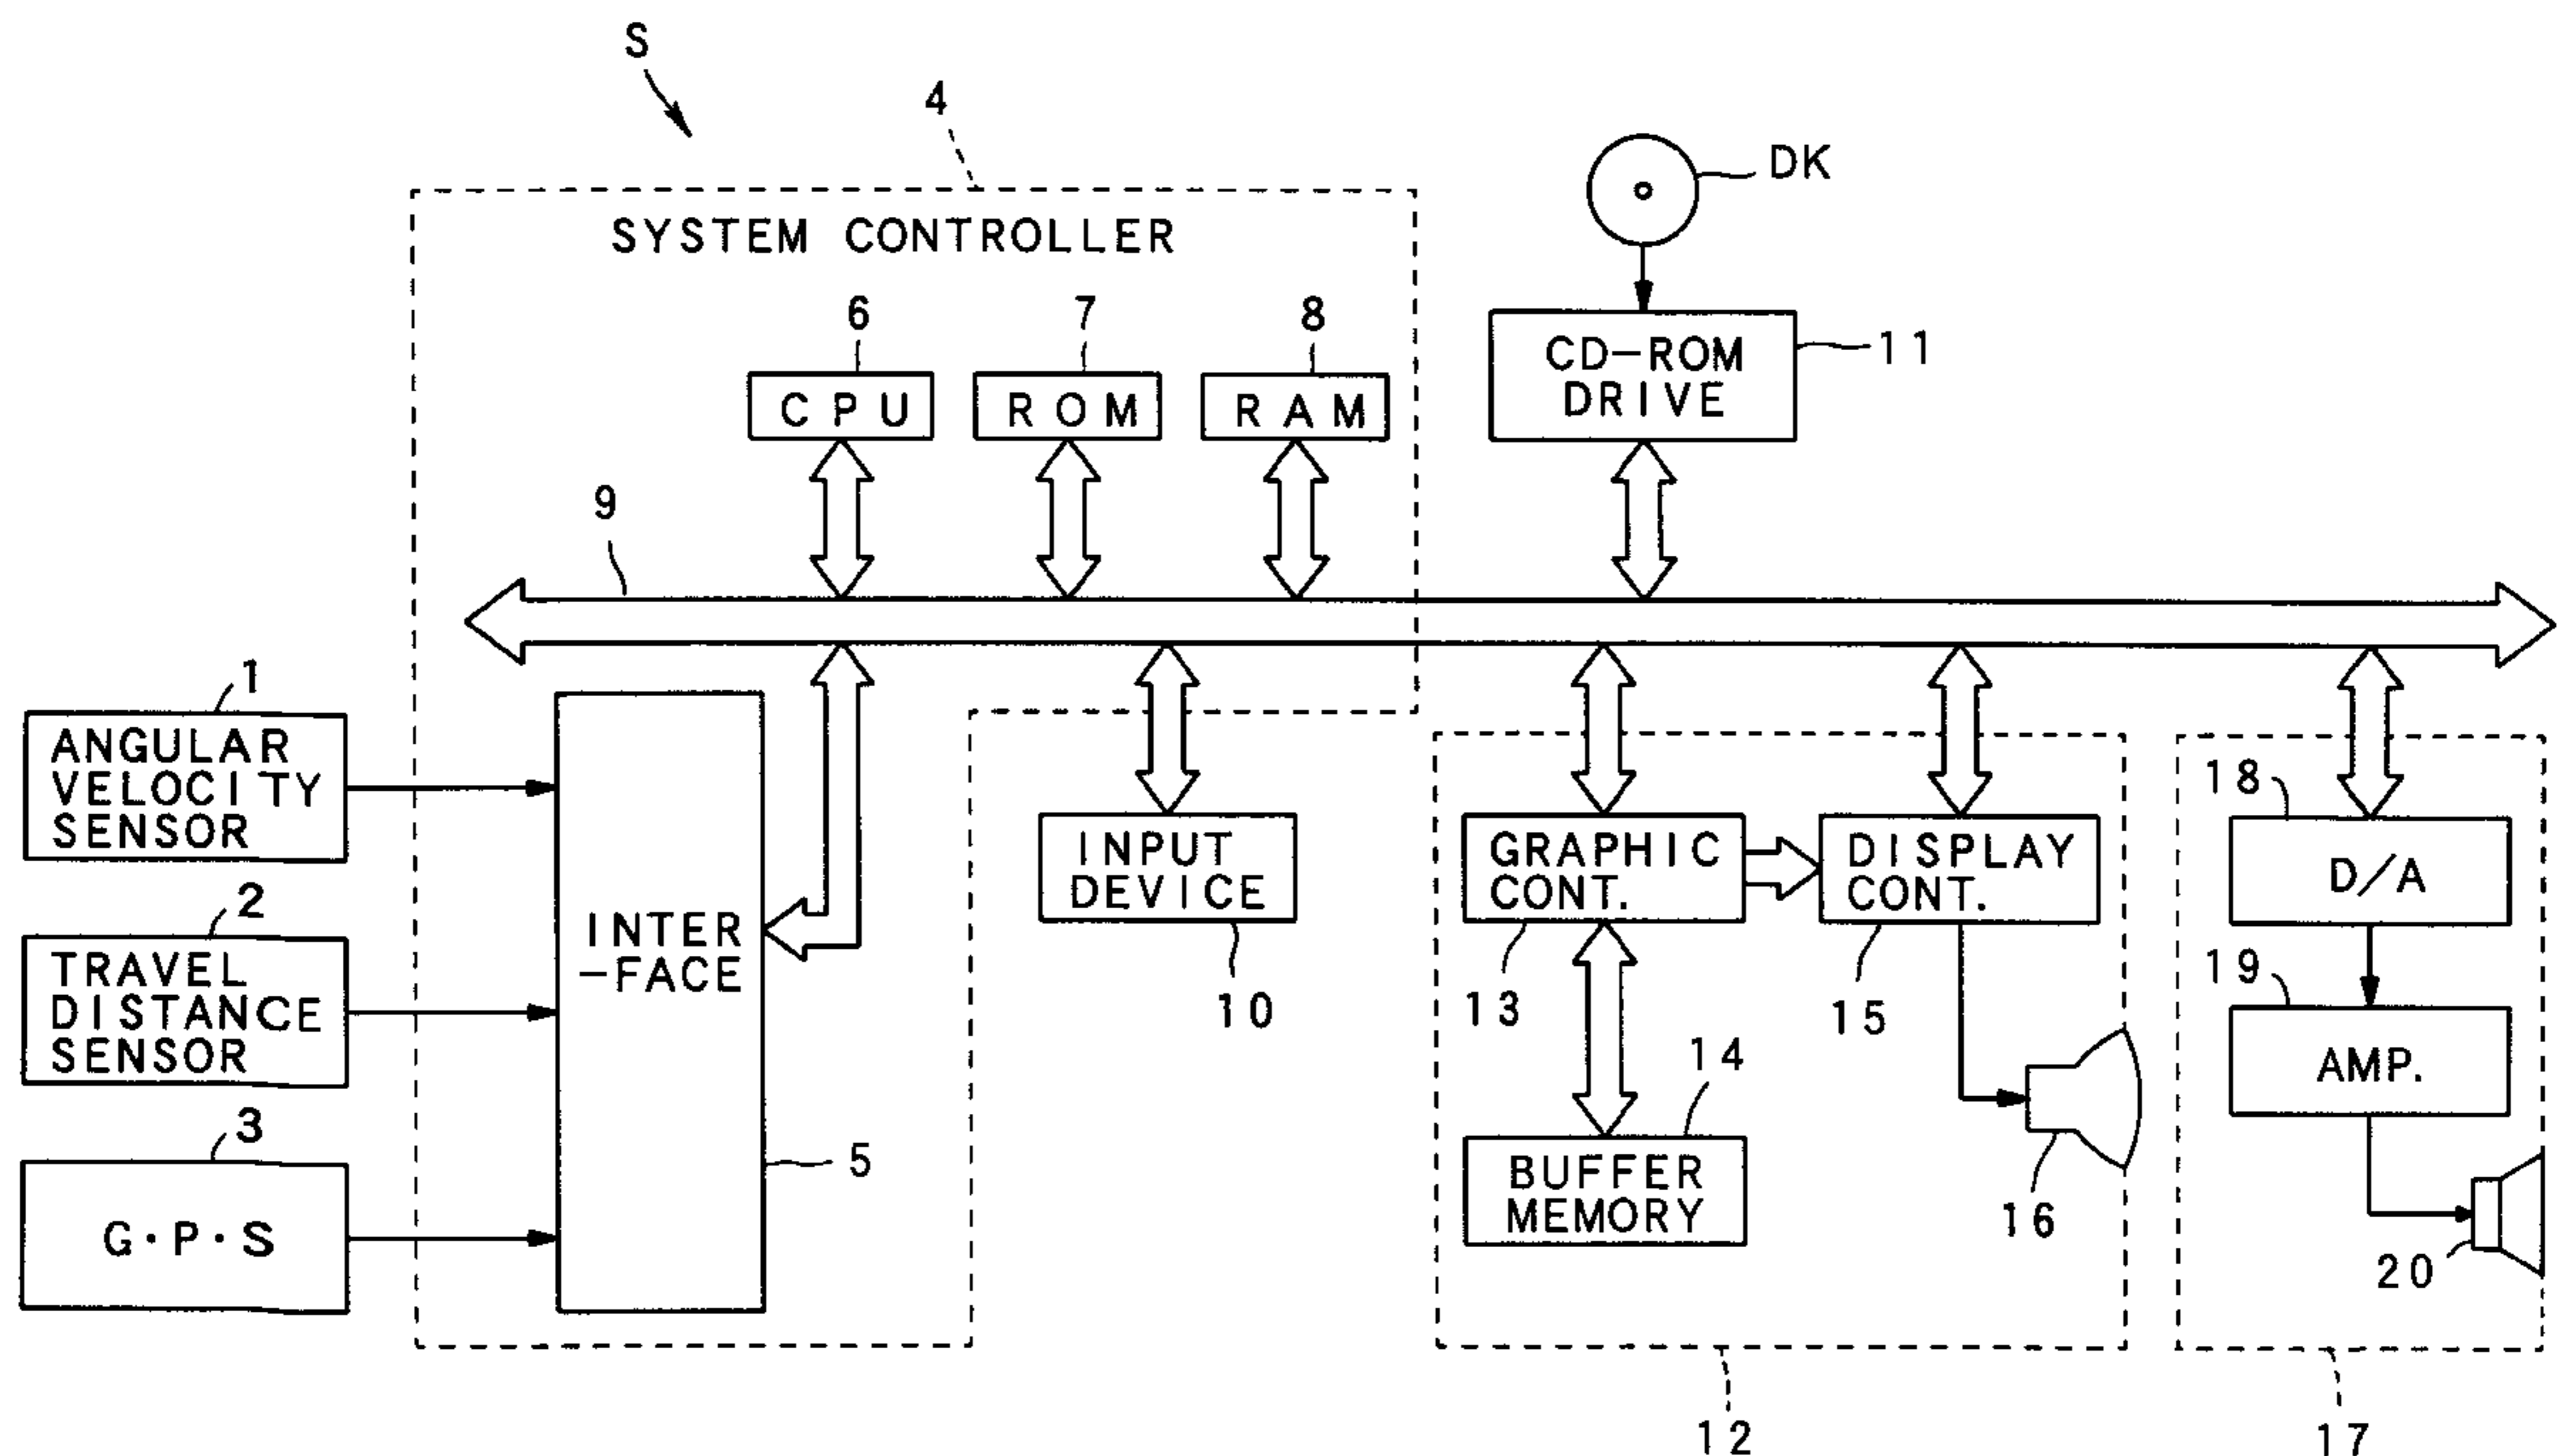 S
4
DK
SYSTEM CONTROLLER
6
7
8
CPU
ROM
RAM
CD-ROM
DRIVE
11
9
1
ANGULAR
VELOCITY
SENSOR
2
TRAVEL
DISTANCE
SENSOR
3
G·P·S
INTER
-FACE
5
INPUT
DEVICE
10
GRAPHIC
CONT.
13
DISPLAY
CONT.
15
14
BUFFER
MEMORY
16
12
18
D/A
19
AMP.
20
17